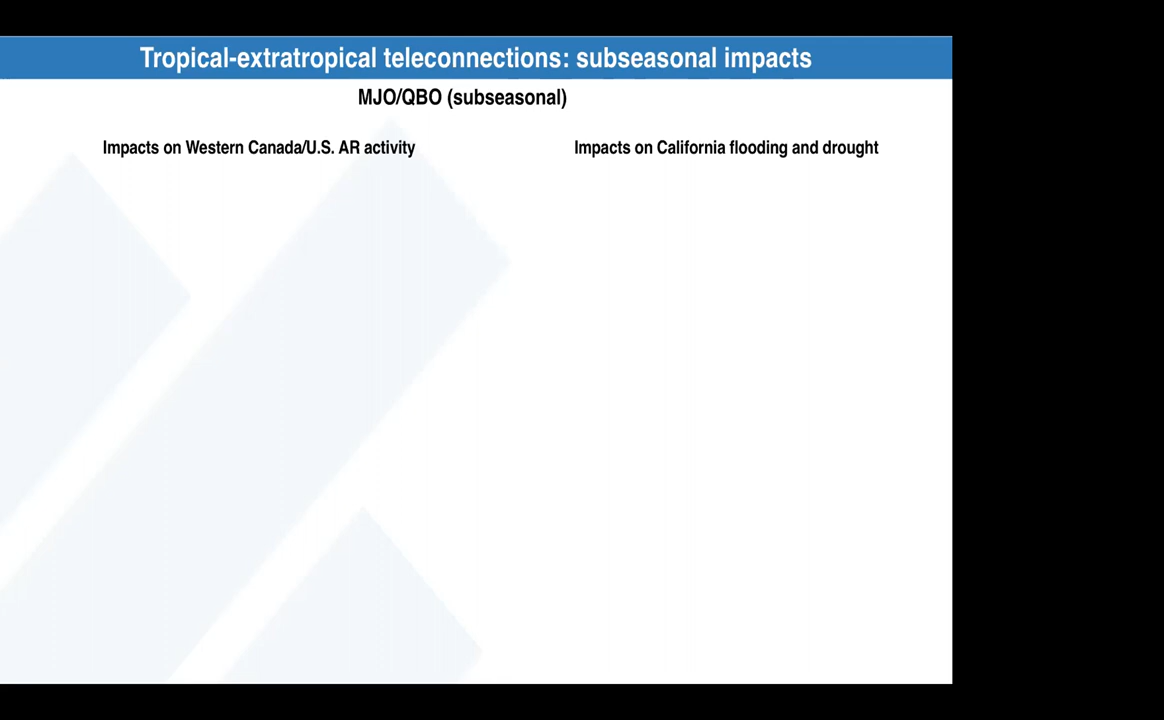 Tropical-extratropical teleconnections: subseasonal impacts
MJO/QBO (subseasonal)
Impacts on Western Canada/U.S. AR activity
Impacts on California flooding and drought